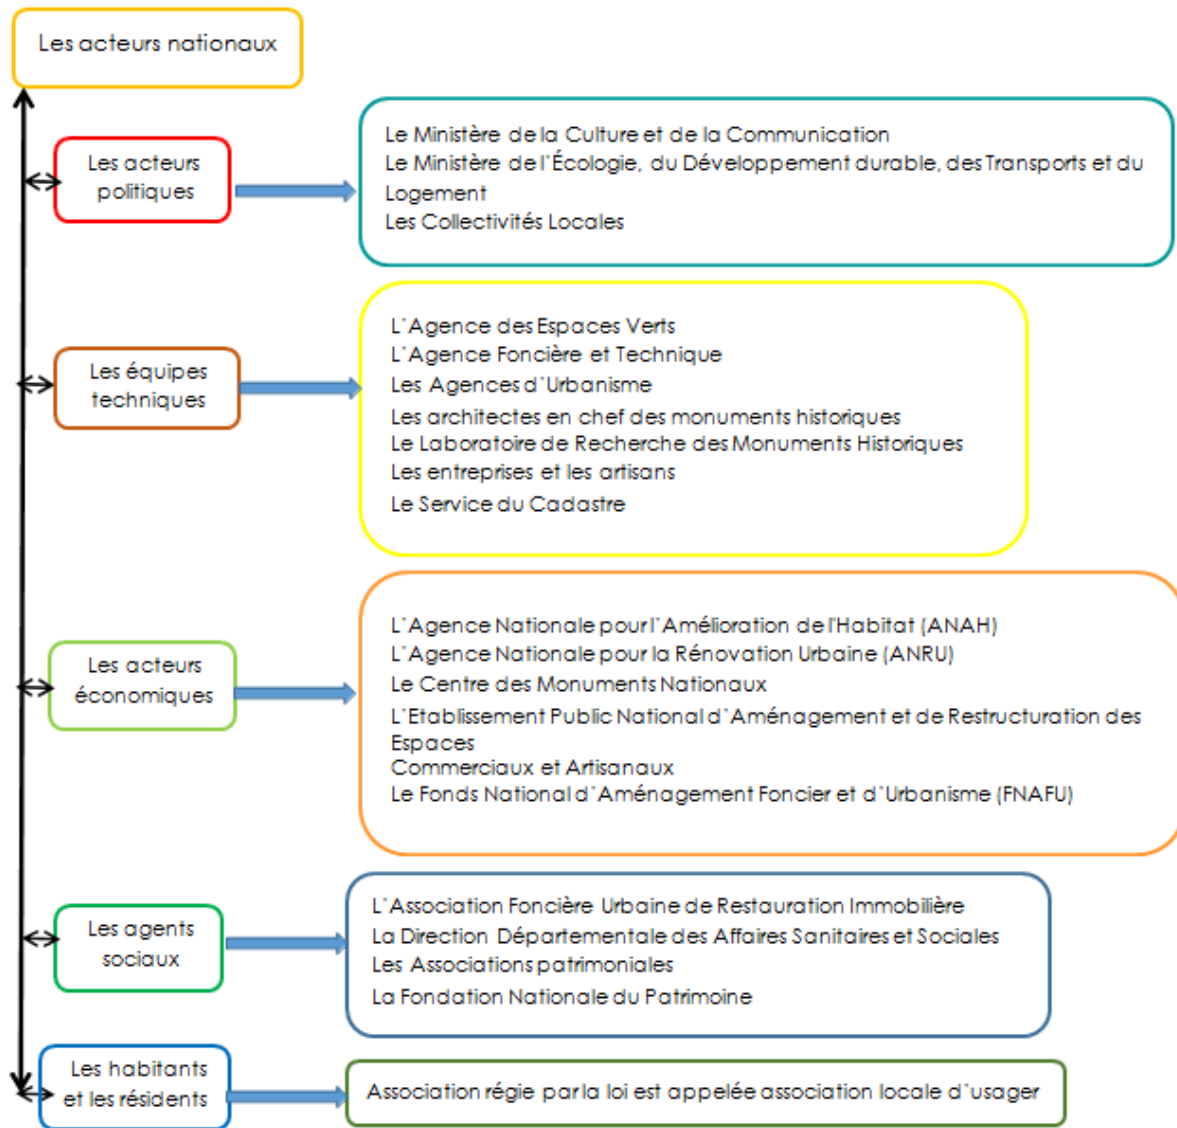 Les acteurs nationaux
Les acteurs
politiques
Le Ministère de la Culture et de la Communication
Le Ministère de l'Écologie, du Développement durable, des Transports et du
Logement
Les Collectivités Locales
Les équipes
techniques
L'Agence des Espaces Verts
L'Agence Foncière et Technique
Les Agences d'Urbanisme
Les architectes en chef des monuments historiques
Le Laboratoire de Recherche des Monuments Historiques
Les entreprises et les artisans
Le Service du Cadastre
Les acteurs
économiques
L'Agence Nationale pour l'Amélioration de l'Habitat (ANAH)
L'Agence Nationale pour la Rénovation Urbaine (ANRU)
Le Centre des Monuments Nationaux
L'Etablissement Public National d'Aménagement et de Restructuration des
Espaces
Commerciaux et Artisanaux
Le Fonds National d'Aménagement Foncier et d'Urbanisme (FNAFU)
Les agents
sociaux
L'Association Foncière Urbaine de Restauration Immobilière
La Direction Départementale des Affaires Sanitaires et Sociales
Les Associations patrimoniales
La Fondation Nationale du Patrimoine
Les habitants
et les résidents
Association régie par la loi est appelée association locale d'usager